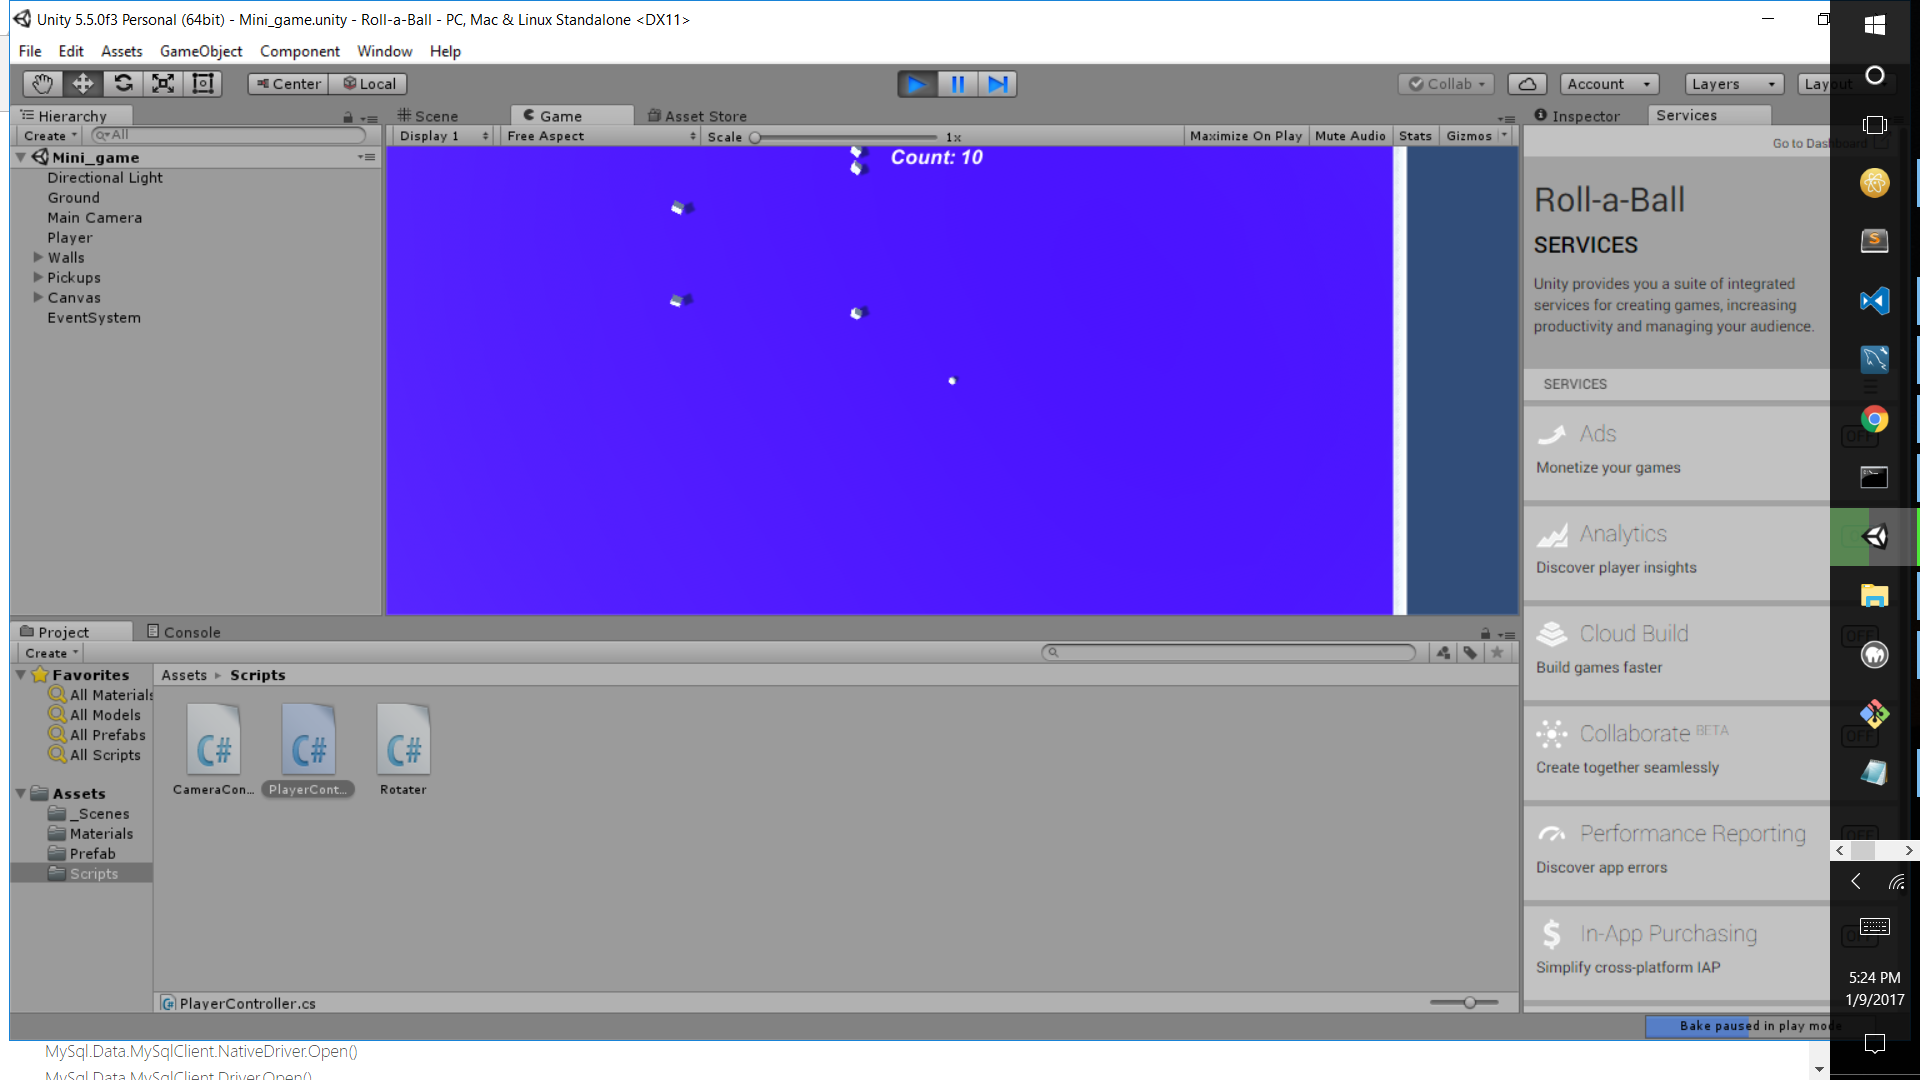 Unity 5.5.0f3 Personal (64bit) - Mini_game.unity - Roll-a-Ball - PC, Mac & Linux Standalone <DX11>
File Edit Assets GameObject Component Window Help
Center Local Collab Account Layers Layout
Hierarchy
Create All
Mini_game
Directional Light
Ground
Main Camera
Player
Walls
Pickups
Canvas
EventSystem
Scene Game Asset Store
Display 1 Free Aspect Scale 1x Maximize On Play Mute Audio Stats Gizmos
Count: 10
Inspector Services
Go to Dashboard
Roll-a-Ball
SERVICES
Unity provides you a suite of integrated
services for creating games, increasing
productivity and managing your audience.
SERVICES
Ads OFF
Monetize your games
Analytics
Discover player insights
Cloud Build OFF
Build games faster
Collaborate BETA OFF
Create together seamlessly
Performance Reporting OFF
Discover app errors
In-App Purchasing OFF
Simplify cross-platform IAP
Project Console
Create
Favorites
All Materials
All Models
All Prefabs
All Scripts
Assets
_Scenes
Materials
Prefab
Scripts
Assets Scripts
C# C# C#
CameraCon... PlayerCont... Rotater
PlayerController.cs
Bake paused in play mode
5:24 PM
1/9/2017
MySql.Data.MySqlClient.NativeDriver.Open()
MySql.Data.MySqlClient.Driver.Open()